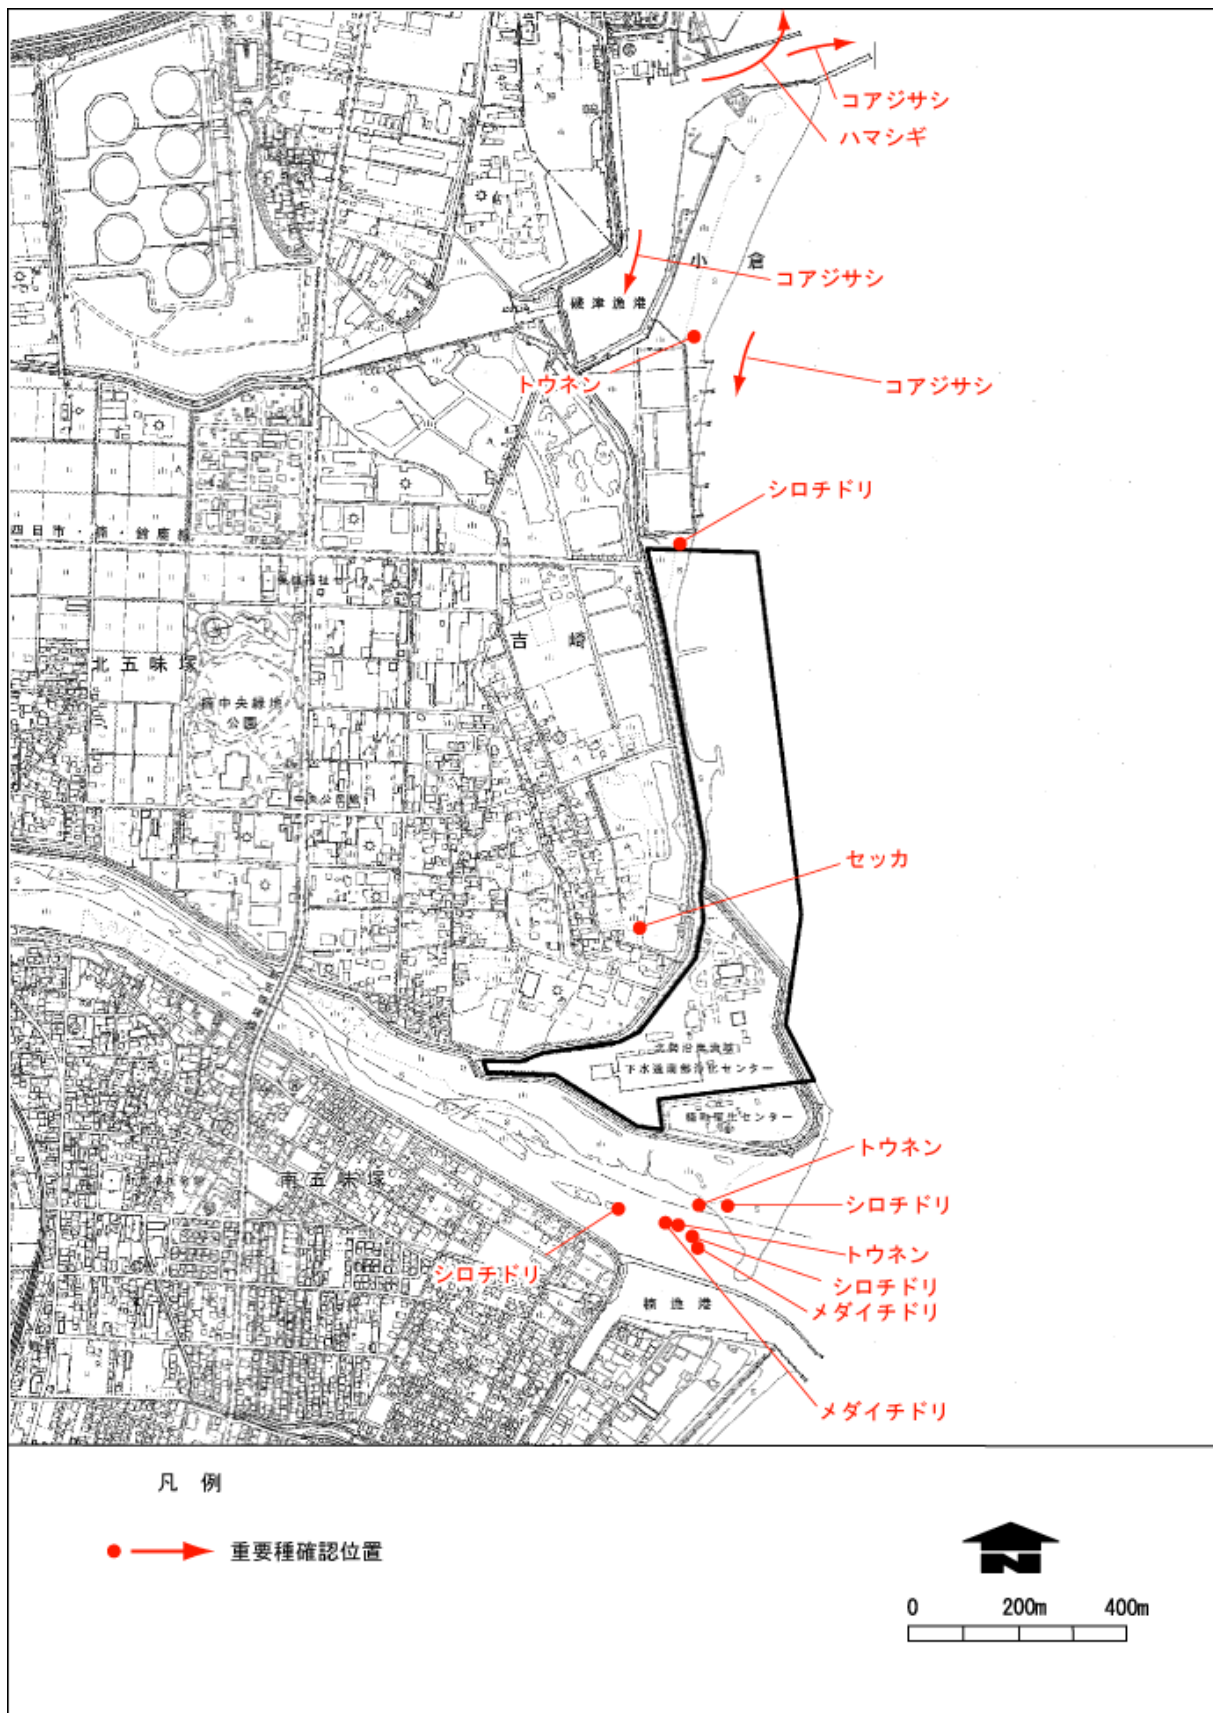 コアジサシ
ハマシギ
小倉
コアジサシ
磯津漁港
トウネン
コアジサシ
シロチドリ
四日市・楠・鈴鹿線
吉崎
北五味塚
楠中央緑地
公園
セッカ
下水道南部浄化センター
トウネン
南五味塚
シロチドリ
トウネン
シロチドリ
シロチドリ
メダイチドリ
楠漁港
メダイチドリ
凡例
重要種確認位置
N
0 200m 400m